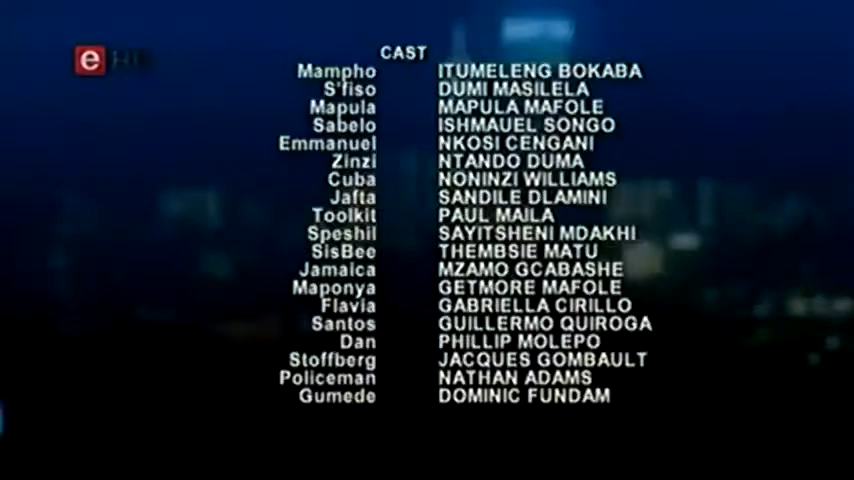 e HD
CAST
Mampho ITUMELENG BOKABA
S'fiso DUMI MASILELA
Mapula MAPULA MAFOLE
Sabelo ISHMAUEL SONGO
Emmanuel NKOSI CENGANI
Zinzi NTANDO DUMA
Cuba NONINZI WILLIAMS
Jafta SANDILE DLAMINI
Toolkit PAUL MAILA
Speshil SAYITSHENI MDAKHI
SisBee THEMBSIE MATU
Jamaica MZAMO GCABASHE
Maponya GETMORE MAFOLE
Flavia GABRIELLA CIRILLO
Santos GUILLERMO QUIROGA
Dan PHILLIP MOLEPO
Stoffberg JACQUES GOMBAULT
Policeman NATHAN ADAMS
Gumede DOMINIC FUNDAM